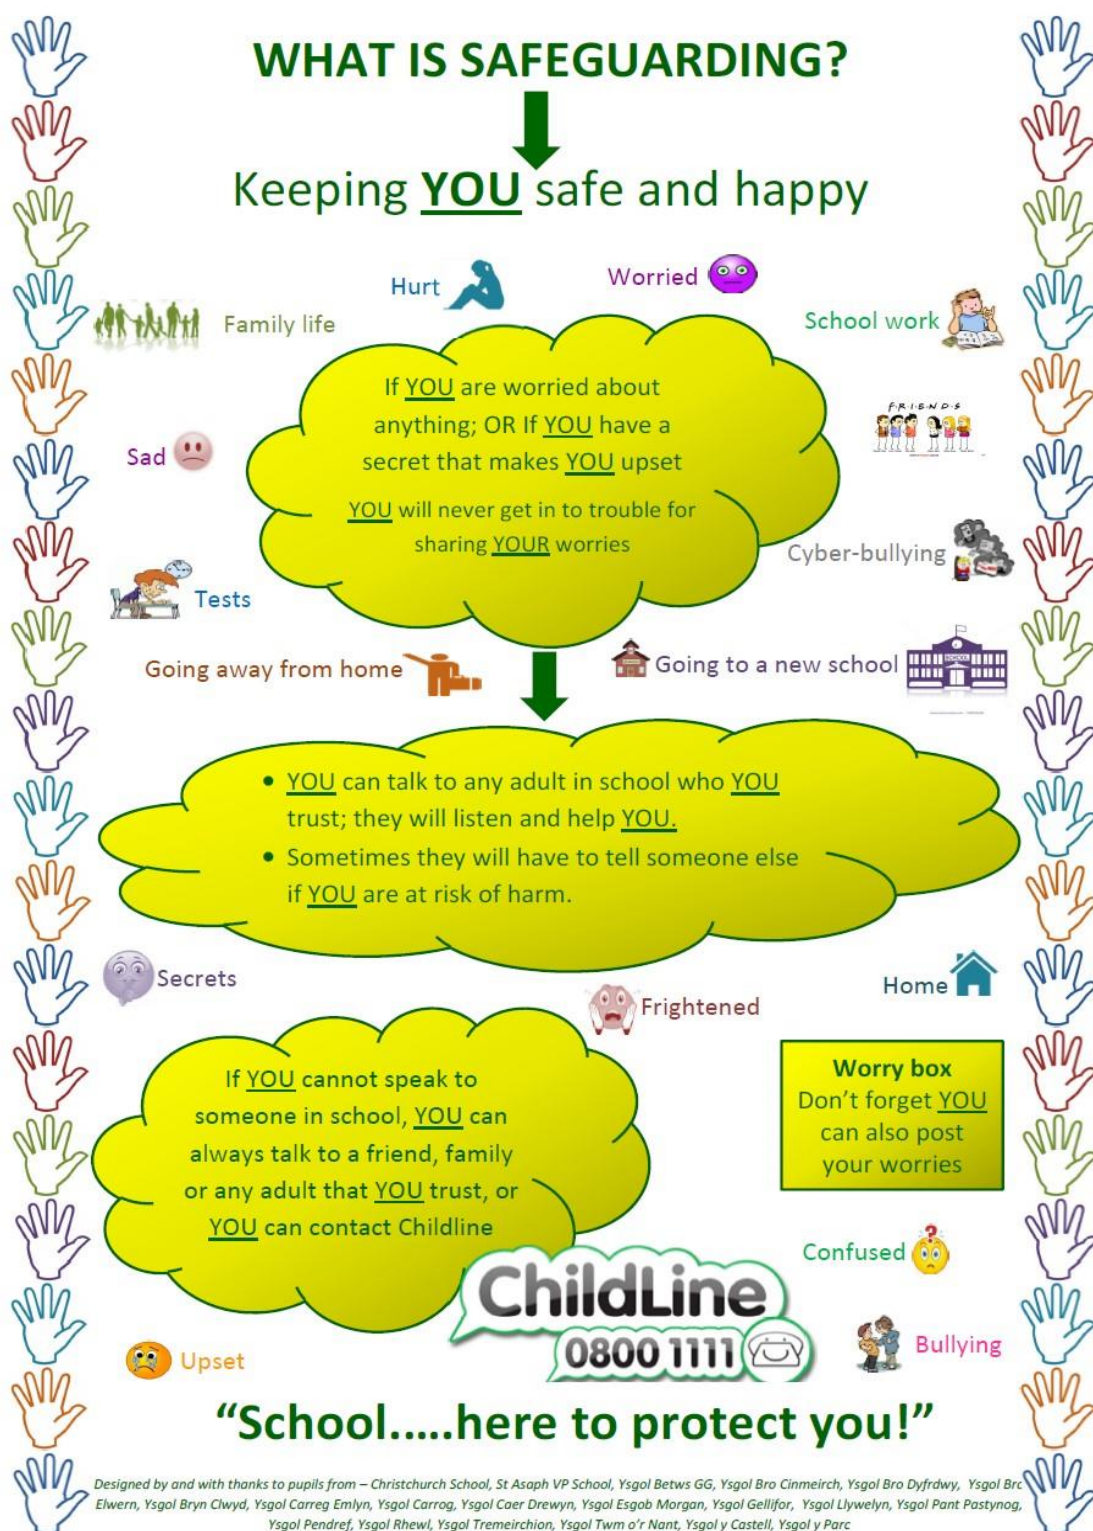 WHAT IS SAFEGUARDING?
Keeping YOU safe and happy
Hurt
Worried
Family life
School work
If YOU are worried about
anything; OR If YOU have a
secret that makes YOU upset
YOU will never get in to trouble for
sharing YOUR worries
F·R·I·E·N·D·S
Sad
Cyber-bullying
Tests
Going away from home
Going to a new school
SCHOOL
• YOU can talk to any adult in school who YOU
trust; they will listen and help YOU.
• Sometimes they will have to tell someone else
if YOU are at risk of harm.
Secrets
Frightened
Home
If YOU cannot speak to
someone in school, YOU can
always talk to a friend, family
or any adult that YOU trust, or
YOU can contact Childline
Worry box
Don't forget YOU
can also post
your worries
Confused
ChildLine
0800 1111
Bullying
Upset
“School.....here to protect you!”
Designed by and with thanks to pupils from – Christchurch School, St Asaph VP School, Ysgol Betws GG, Ysgol Bro Cinmeirch, Ysgol Bro Dyfrdwy, Ysgol Bro
Elwern, Ysgol Bryn Clwyd, Ysgol Carreg Emlyn, Ysgol Carrog, Ysgol Caer Drewyn, Ysgol Esgob Morgan, Ysgol Gellifor, Ysgol Llywelyn, Ysgol Pant Pastynog,
Ysgol Pendref, Ysgol Rhewl, Ysgol Tremeirchion, Ysgol Twm o'r Nant, Ysgol y Castell, Ysgol y Parc